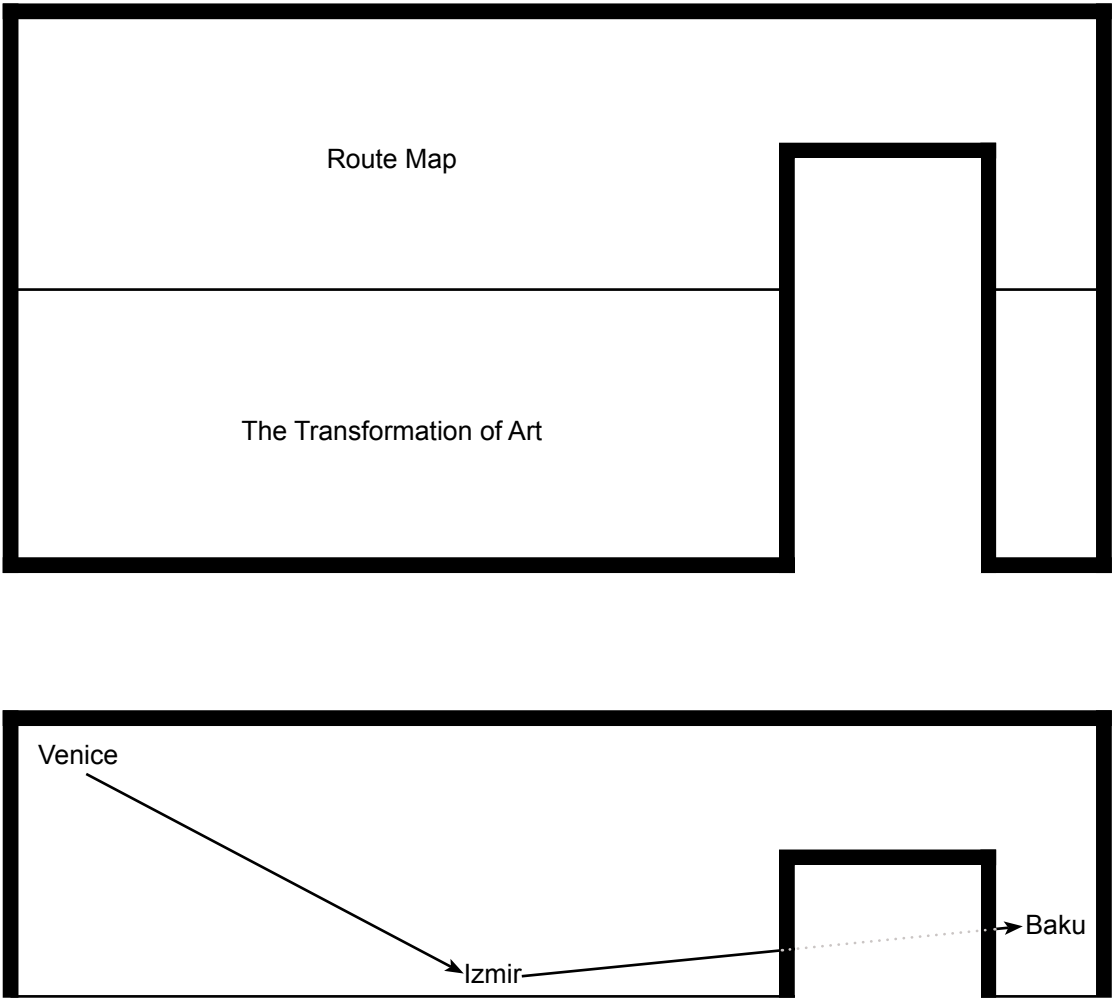 Route Map
The Transformation of Art
Venice
Baku
Izmir